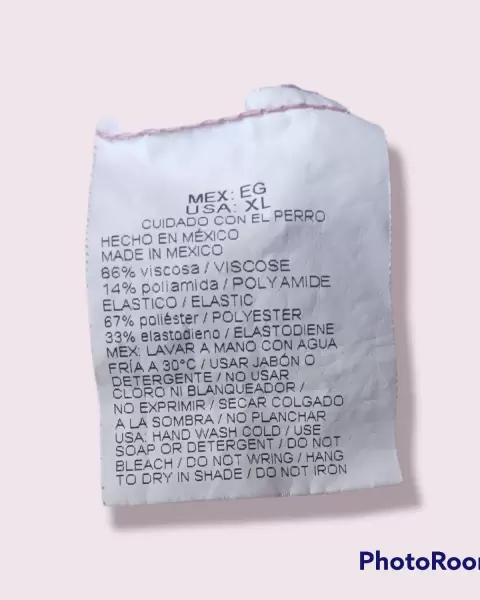 MEX: EG
USA: XL
CUIDADO CON EL PERRO
HECHO EN MÉXICO
MADE IN MEXICO
86% viscosa / VISCOSE
14% poliamida / POLYAMIDE
ELASTICO / ELASTIC
67% poliéster / POLYESTER
33% elastodieno / ELASTODIENE
MEX: LAVAR A MANO CON AGUA
FRÍA A 30°C / USAR JABÓN O
DETERGENTE / NO USAR
CLORO NI BLANQUEADOR /
NO EXPRIMIR / SECAR COLGADO
A LA SOMBRA / NO PLANCHAR
USA: HAND WASH COLD / USE
SOAP OR DETERGENT / DO NOT
BLEACH / DO NOT WRING / HANG
TO DRY IN SHADE / DO NOT IRON
PhotoRoom